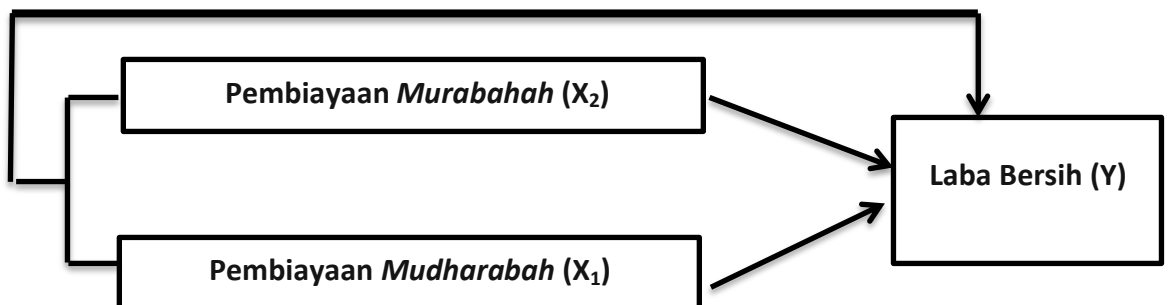 Pembiayaan Murabahah (X₂)
Laba Bersih (Y)
Pembiayaan Mudharabah (X₁)